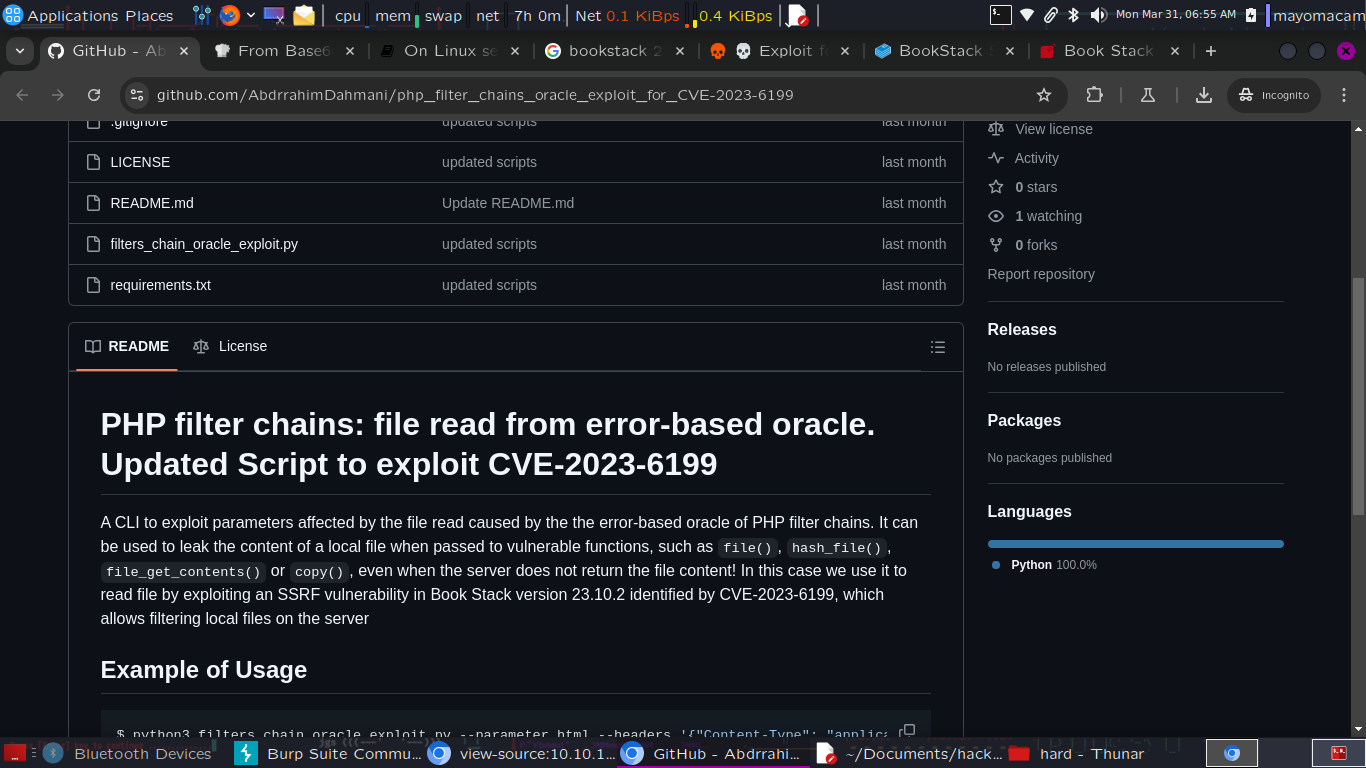 Applications Places cpu mem swap net 7h 0m Net 0.1 KiBps 0.4 KiBps Mon Mar 31, 06:55 AM mayomacam
GitHub - Ab From Base6 On Linux se bookstack 2 Exploit f BookStack Book Stack
github.com/AbdrrahimDahmani/php_filter_chains_oracle_exploit_for_CVE-2023-6199 Incognito
.gitignore updated scripts last month
LICENSE updated scripts last month
README.md Update README.md last month
filters_chain_oracle_exploit.py updated scripts last month
requirements.txt updated scripts last month
View license
Activity
0 stars
1 watching
0 forks
Report repository
Releases
No releases published
Packages
No packages published
Languages
Python 100.0%
README License
PHP filter chains: file read from error-based oracle.
Updated Script to exploit CVE-2023-6199
A CLI to exploit parameters affected by the file read caused by the the error-based oracle of PHP filter chains. It can
be used to leak the content of a local file when passed to vulnerable functions, such as file(), hash_file(),
file_get_contents() or copy(), even when the server does not return the file content! In this case we use it to
read file by exploiting an SSRF vulnerability in Book Stack version 23.10.2 identified by CVE-2023-6199, which
allows filtering local files on the server
Example of Usage
$ python3 filters_chain_oracle_exploit.py --parameter html --headers '{"Content-Type": "applica
Bluetooth Devices Burp Suite Commu... view-source:10.10.1... GitHub - Abdrrahi... ~/Documents/hack... hard - Thunar